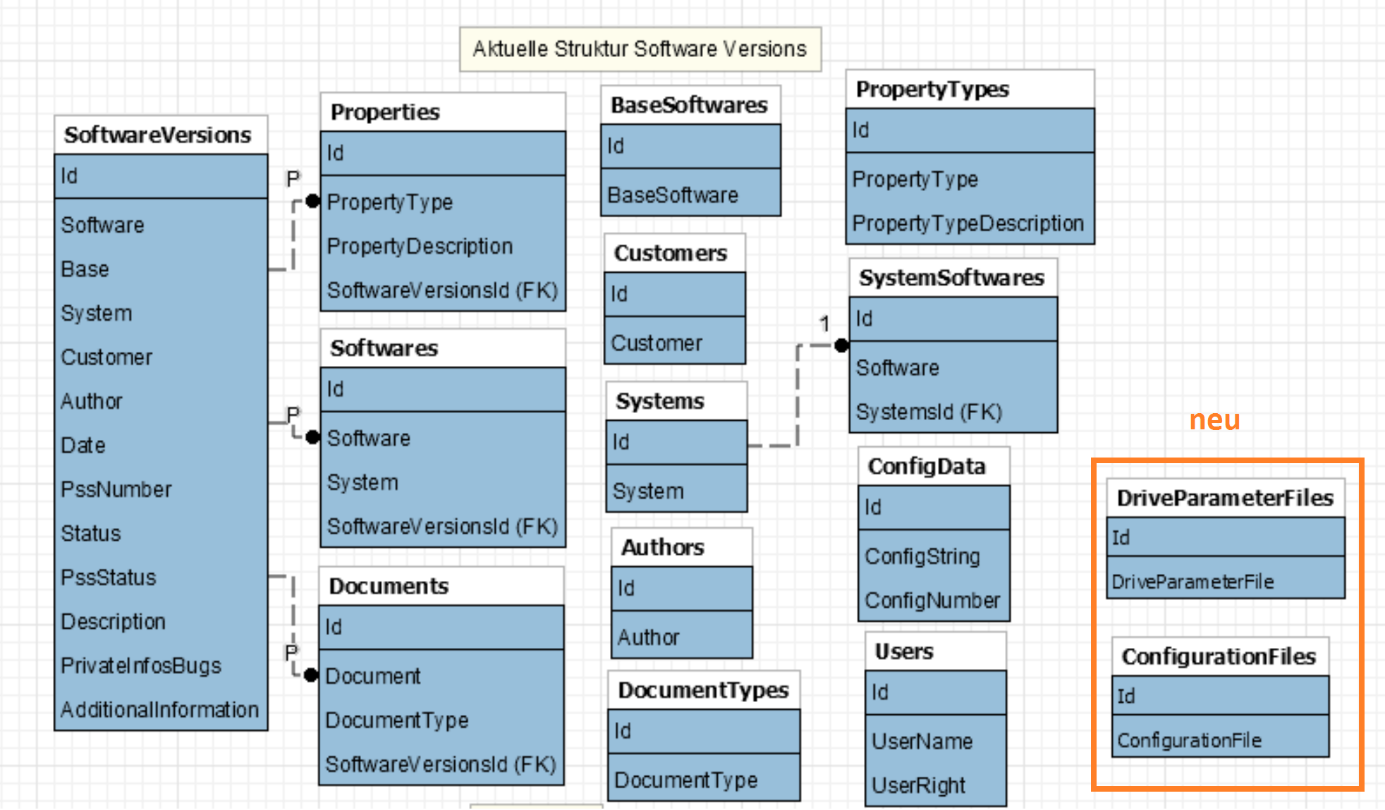 Aktuelle Struktur Software Versions
SoftwareVersions
Id
Software
Base
System
Customer
Author
Date
PssNumber
Status
PssStatus
Description
PrivateInfosBugs
AdditionalInformation
P
P
P
Properties
Id
PropertyType
PropertyDescription
SoftwareVersionsId (FK)
Softwares
Id
Software
System
SoftwareVersionsId (FK)
Documents
Id
Document
DocumentType
SoftwareVersionsId (FK)
BaseSoftwares
Id
BaseSoftware
Customers
Id
Customer
Systems
Id
System
Authors
Id
Author
DocumentTypes
Id
DocumentType
1
PropertyTypes
Id
PropertyType
PropertyTypeDescription
SystemSoftwares
Id
Software
SystemsId (FK)
ConfigData
Id
ConfigString
ConfigNumber
Users
Id
UserName
UserRight
neu
DriveParameterFiles
Id
DriveParameterFile
ConfigurationFiles
Id
ConfigurationFile